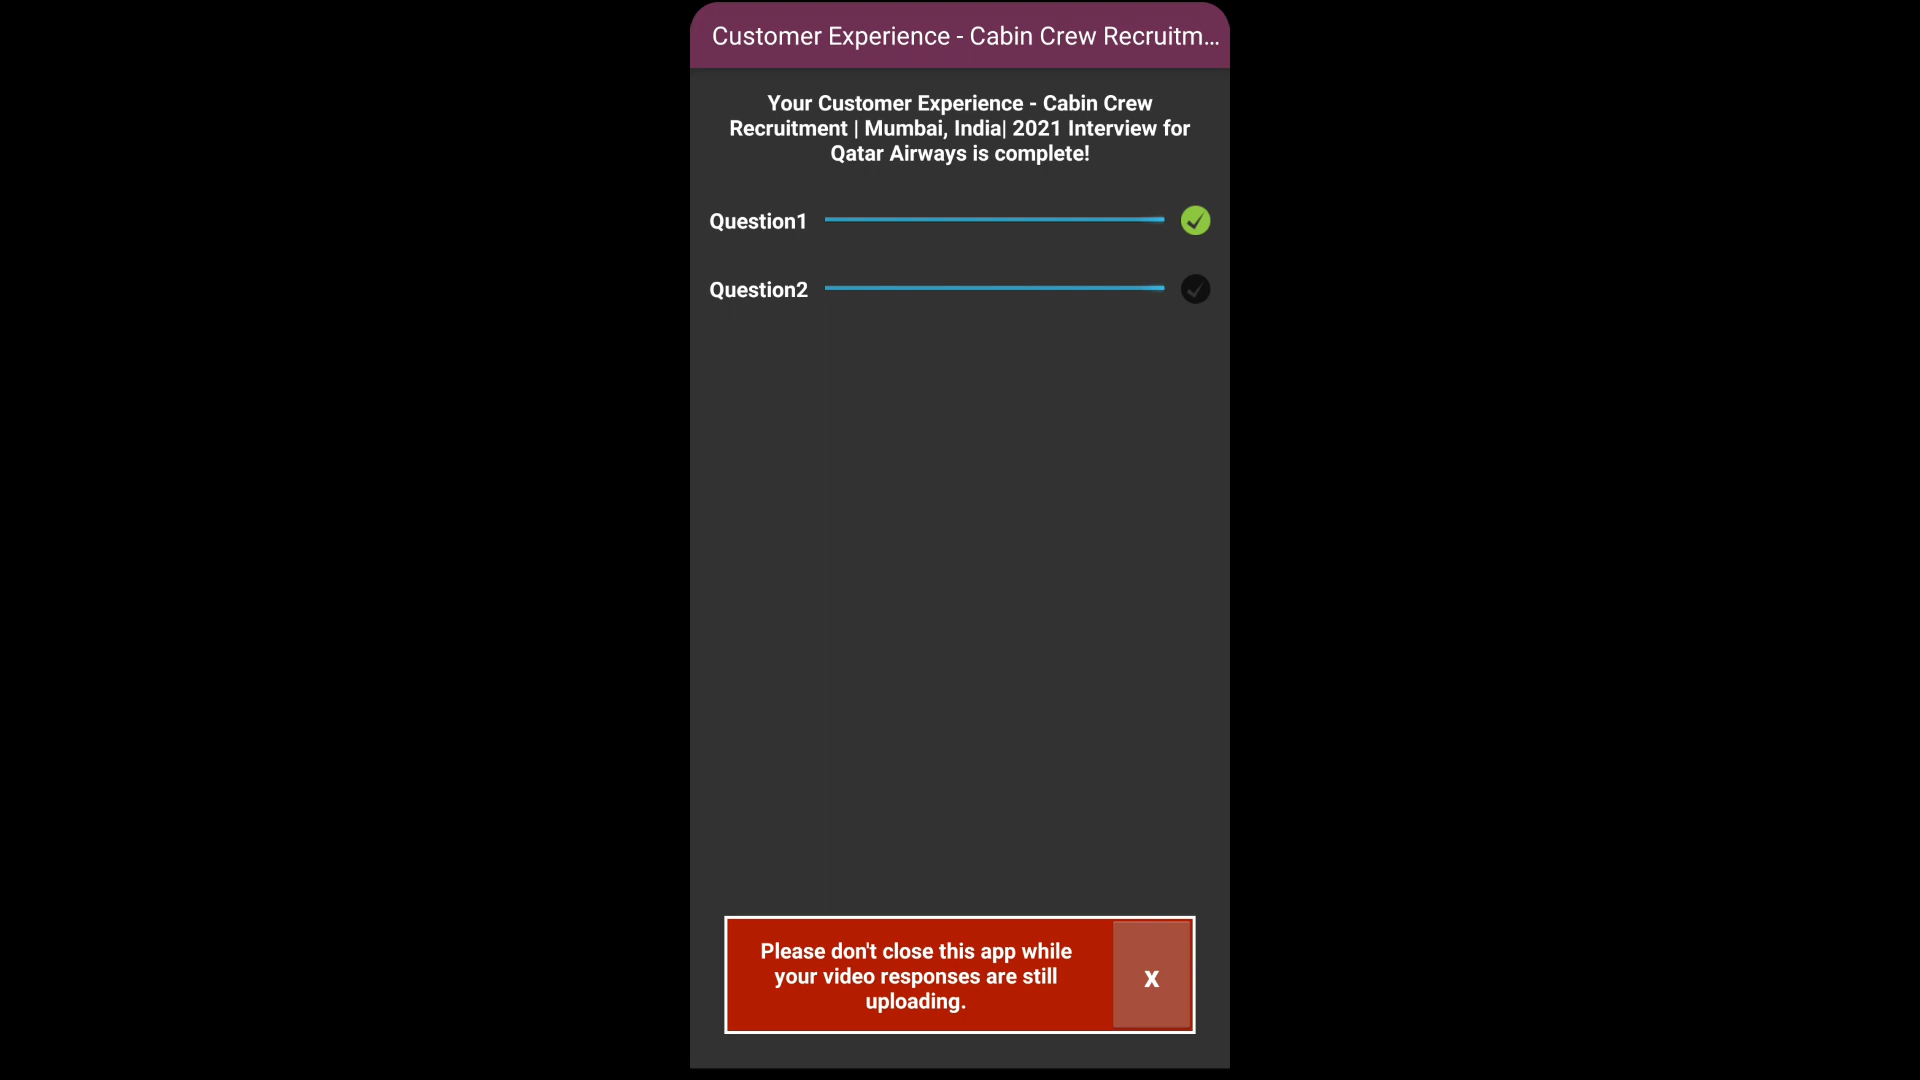 Customer Experience - Cabin Crew Recruitm...
Your Customer Experience - Cabin Crew
Recruitment | Mumbai, India| 2021 Interview for
Qatar Airways is complete!
Question1
Question2
Please don't close this app while
your video responses are still
uploading.
X